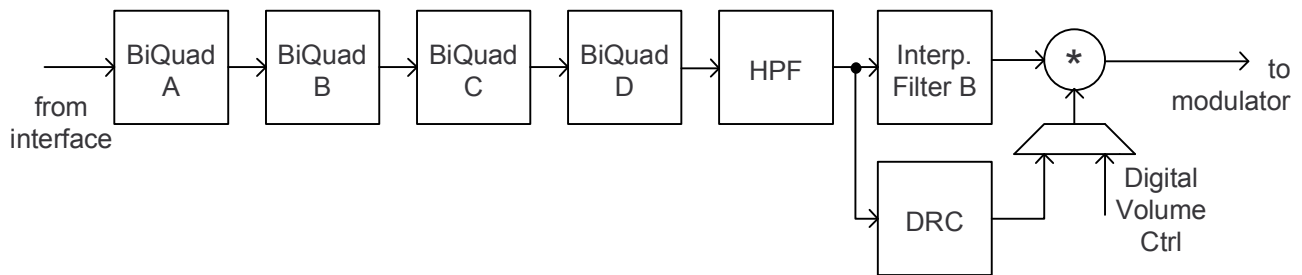 from
interface
BiQuad
A
BiQuad
B
BiQuad
C
BiQuad
D
HPF
Interp.
Filter B
*
to
modulator
DRC
Digital
Volume
Ctrl